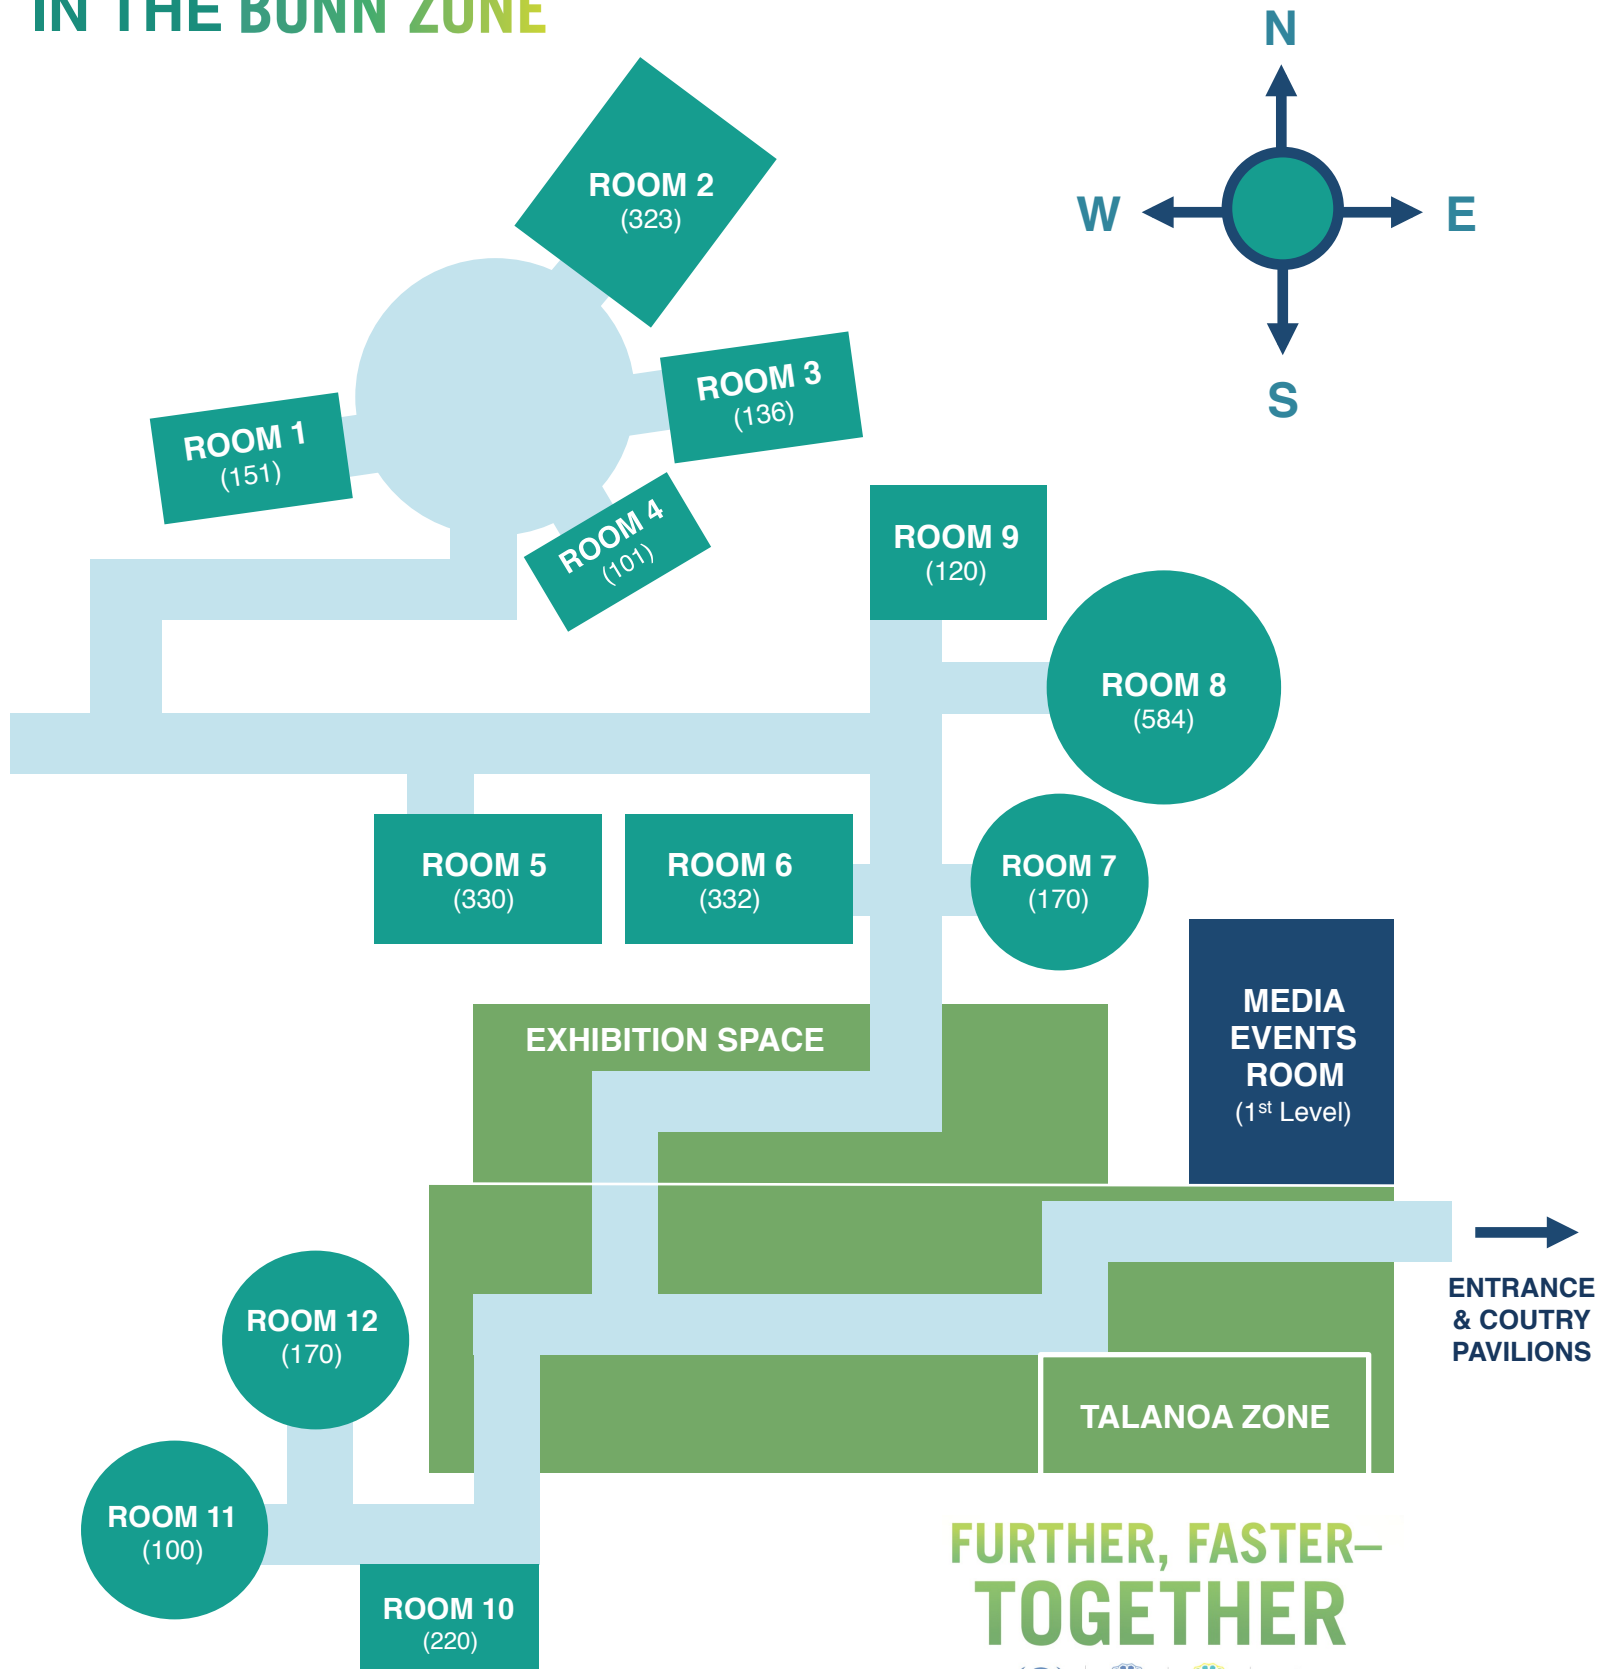 IN THE BONN ZONE
N
W
E
S
ROOM 2
(323)
ROOM 3
(136)
ROOM 1
(151)
ROOM 4
(101)
ROOM 9
(120)
ROOM 8
(584)
ROOM 5
(330)
ROOM 6
(332)
ROOM 7
(170)
MEDIA
EVENTS
ROOM
(1st Level)
EXHIBITION SPACE
ENTRANCE
& COUTRY
PAVILIONS
ROOM 12
(170)
TALANOA ZONE
ROOM 11
(100)
ROOM 10
(220)
FURTHER, FASTER–
TOGETHER